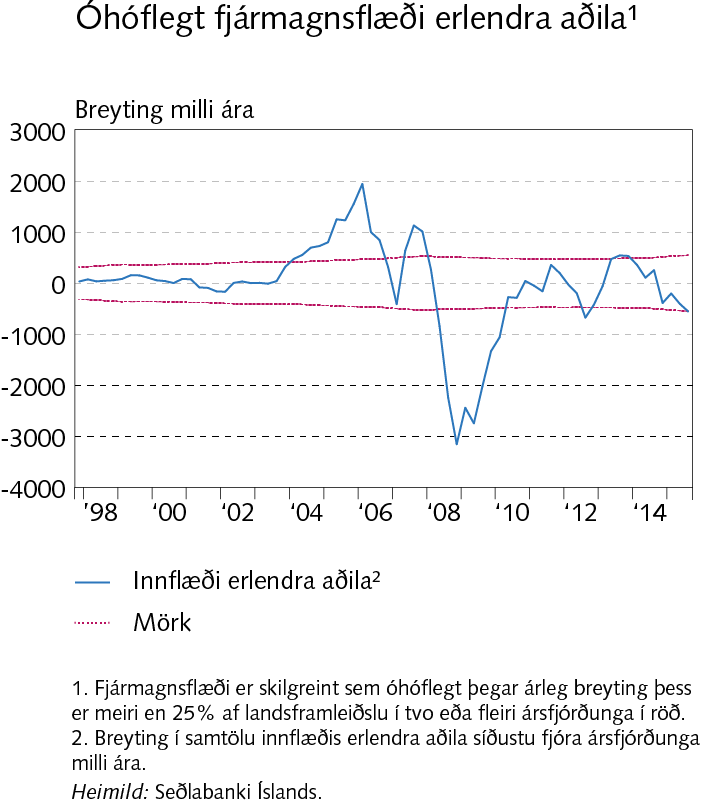 Óhóflegt fjármagnsflæði erlendra aðila¹
Breyting milli ára
3000
2000
1000
0
-1000
-2000
-3000
-4000
'98 '00 '02 '04 '06 '08 '10 '12 '14
Innflæði erlendra aðila²
Mörk
1. Fjármagnsflæði er skilgreint sem óhóflegt þegar árleg breyting þess
er meiri en 25% af landsframleiðslu í tvo eða fleiri ársfjórðunga í röð.
2. Breyting í samtölu innflæðis erlendra aðila síðustu fjóra ársfjórðunga
milli ára.
Heimild: Seðlabanki Íslands.